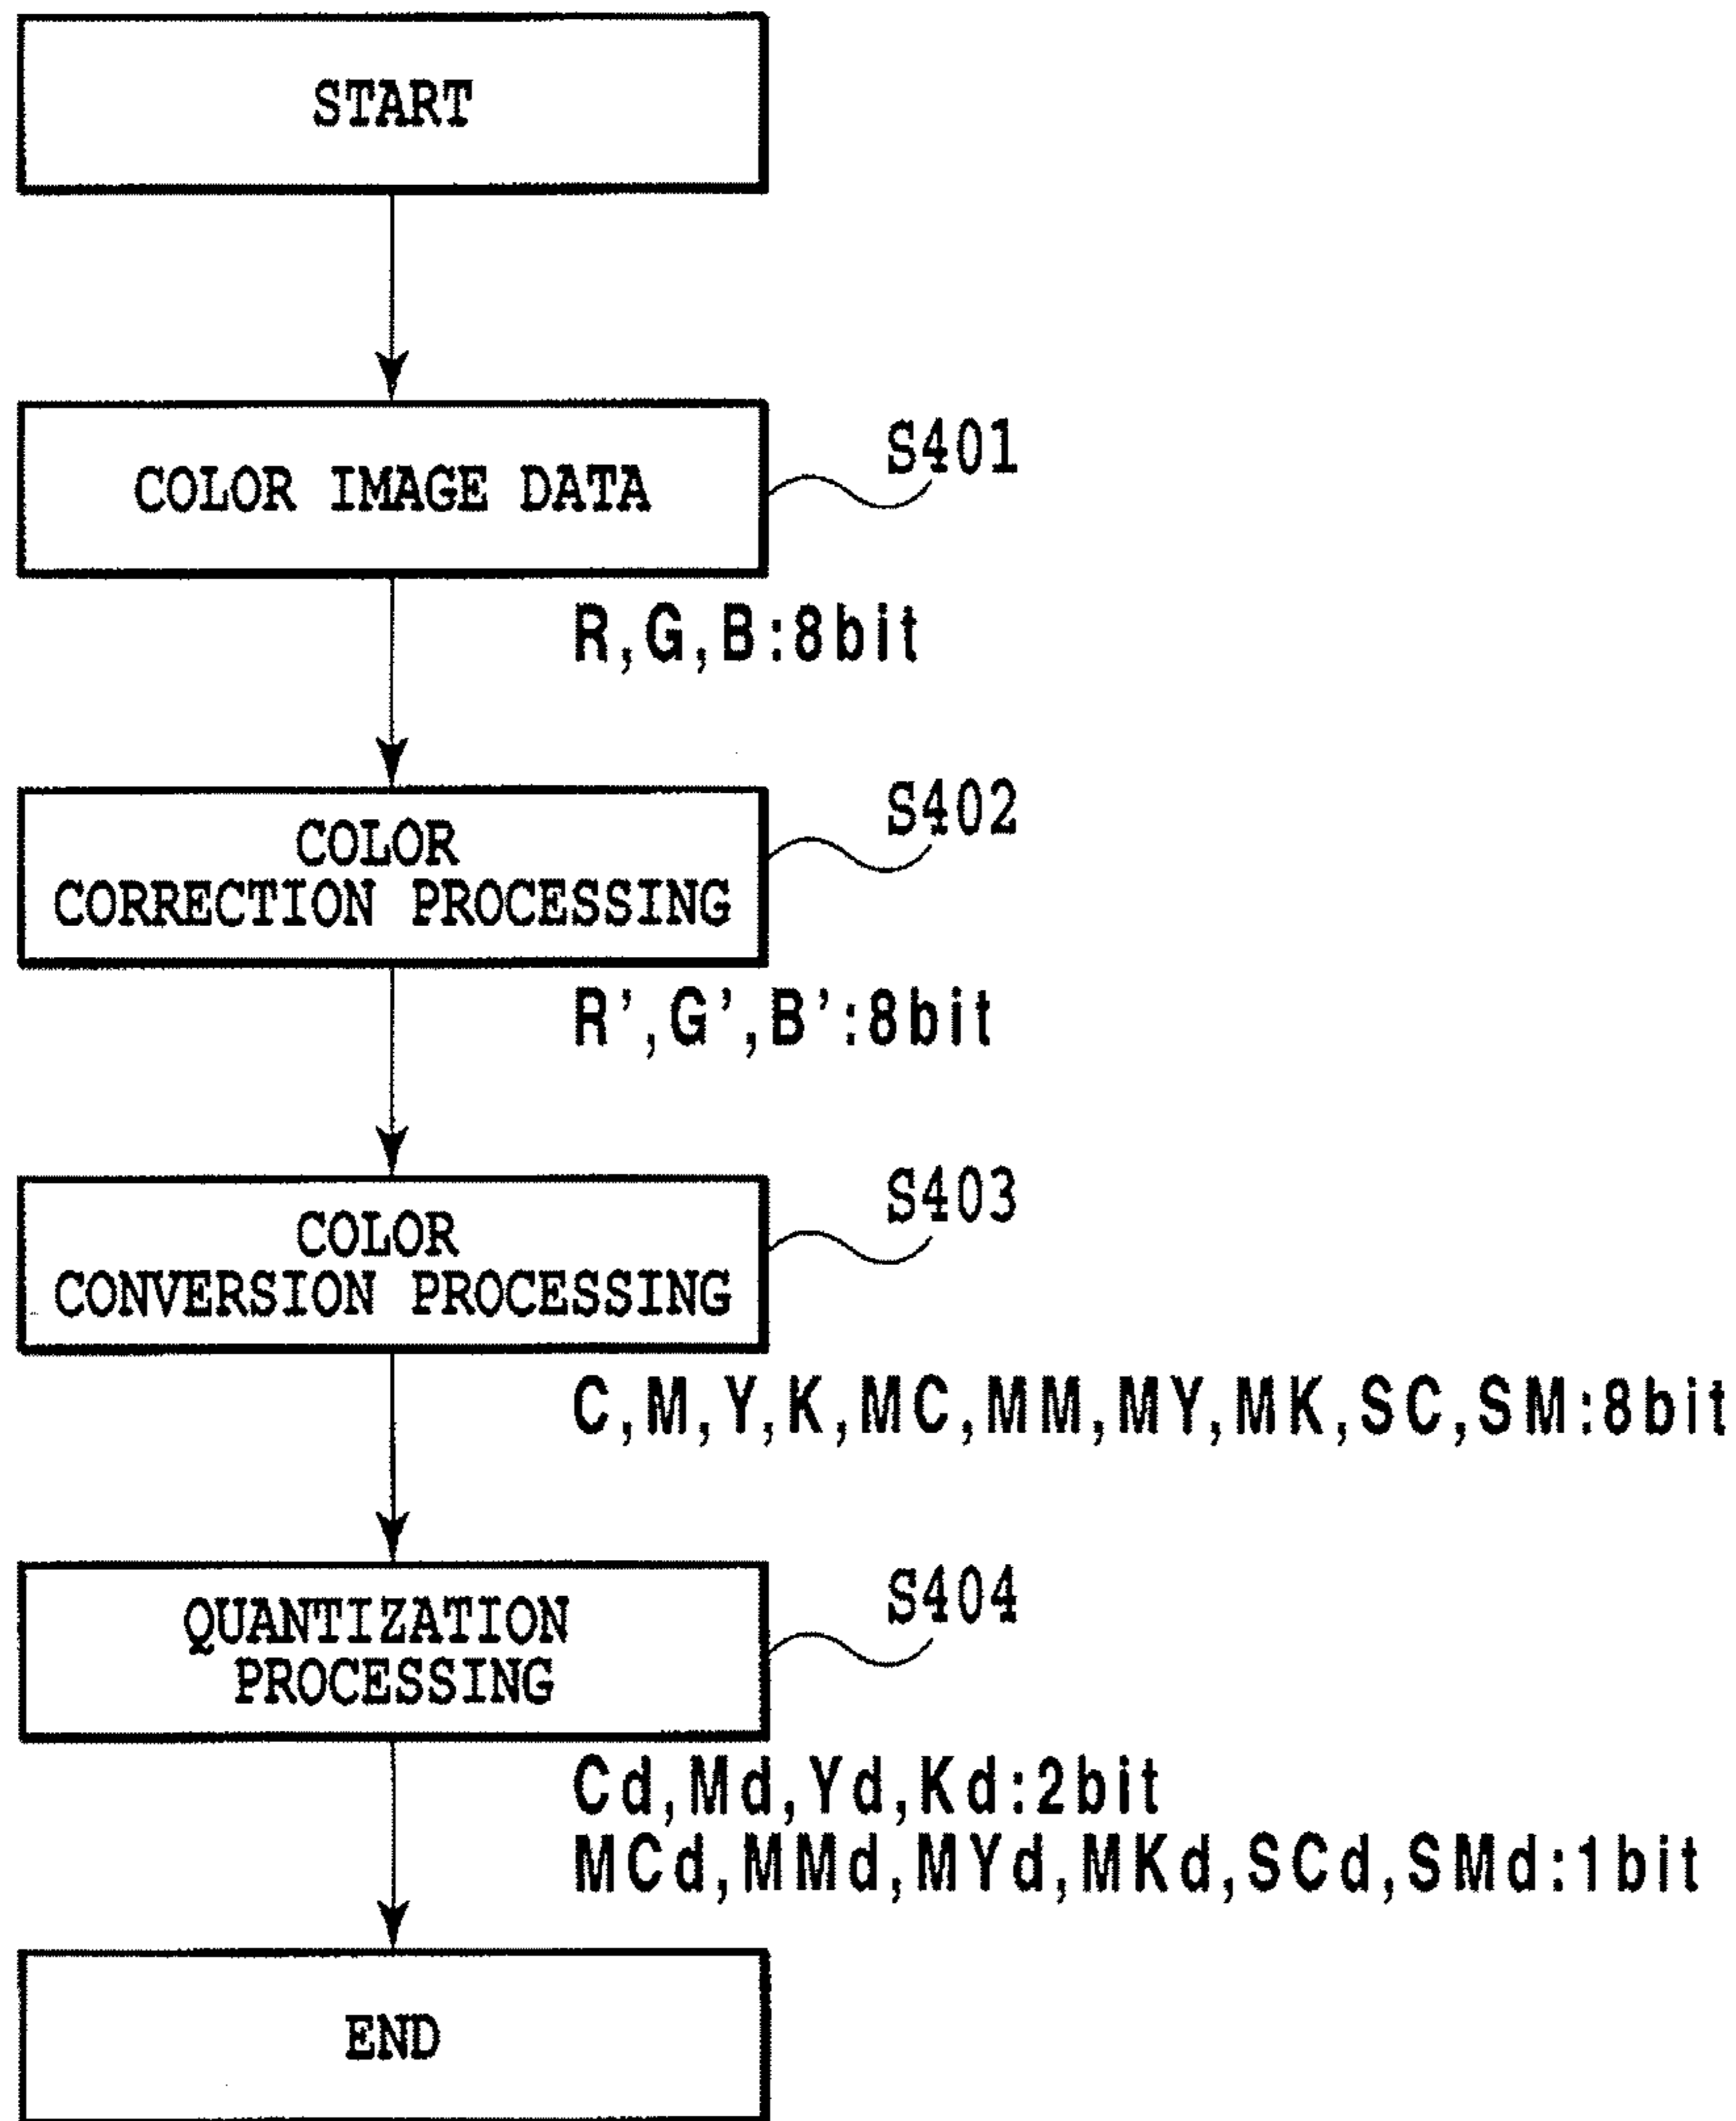 START
COLOR IMAGE DATA
S401
R,G,B:8bit
COLOR
CORRECTION PROCESSING
S402
R',G',B':8bit
COLOR
CONVERSION PROCESSING
S403
C,M,Y,K,MC,MM,MY,MK,SC,SM:8bit
QUANTIZATION
PROCESSING
S404
Cd,Md,Yd,Kd:2bit
MCd,MMd,MYd,MKd,SCd,SMd:1bit
END